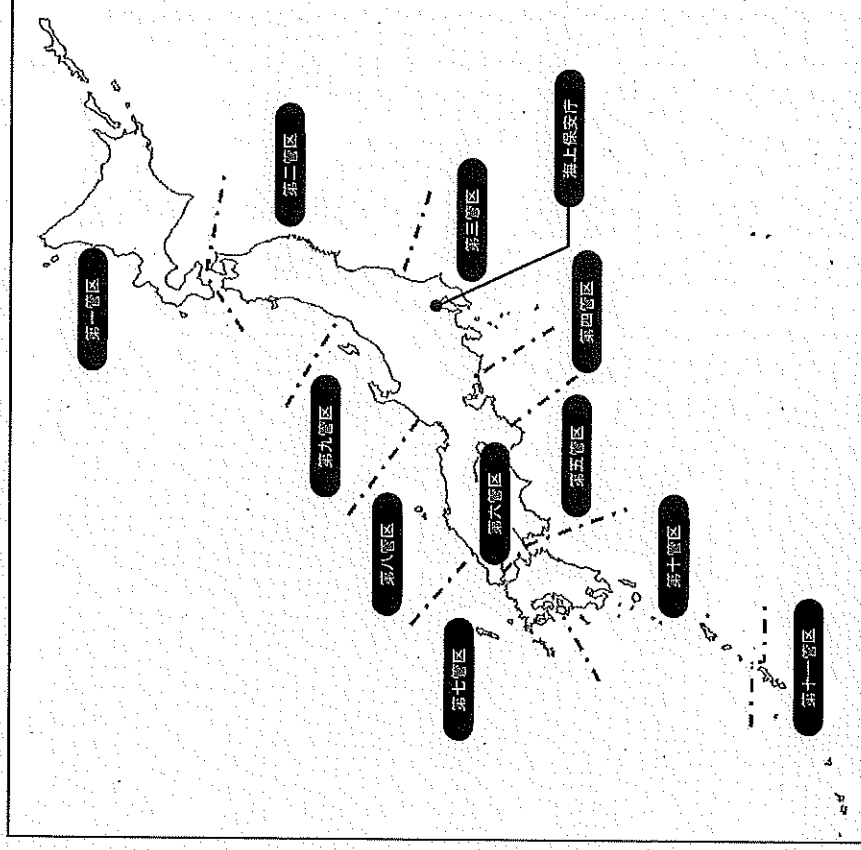 第一管区
第二管区
第三管区
海上保安庁
第四管区
第五管区
第六管区
第七管区
第八管区
第九管区
第十管区
第十一管区